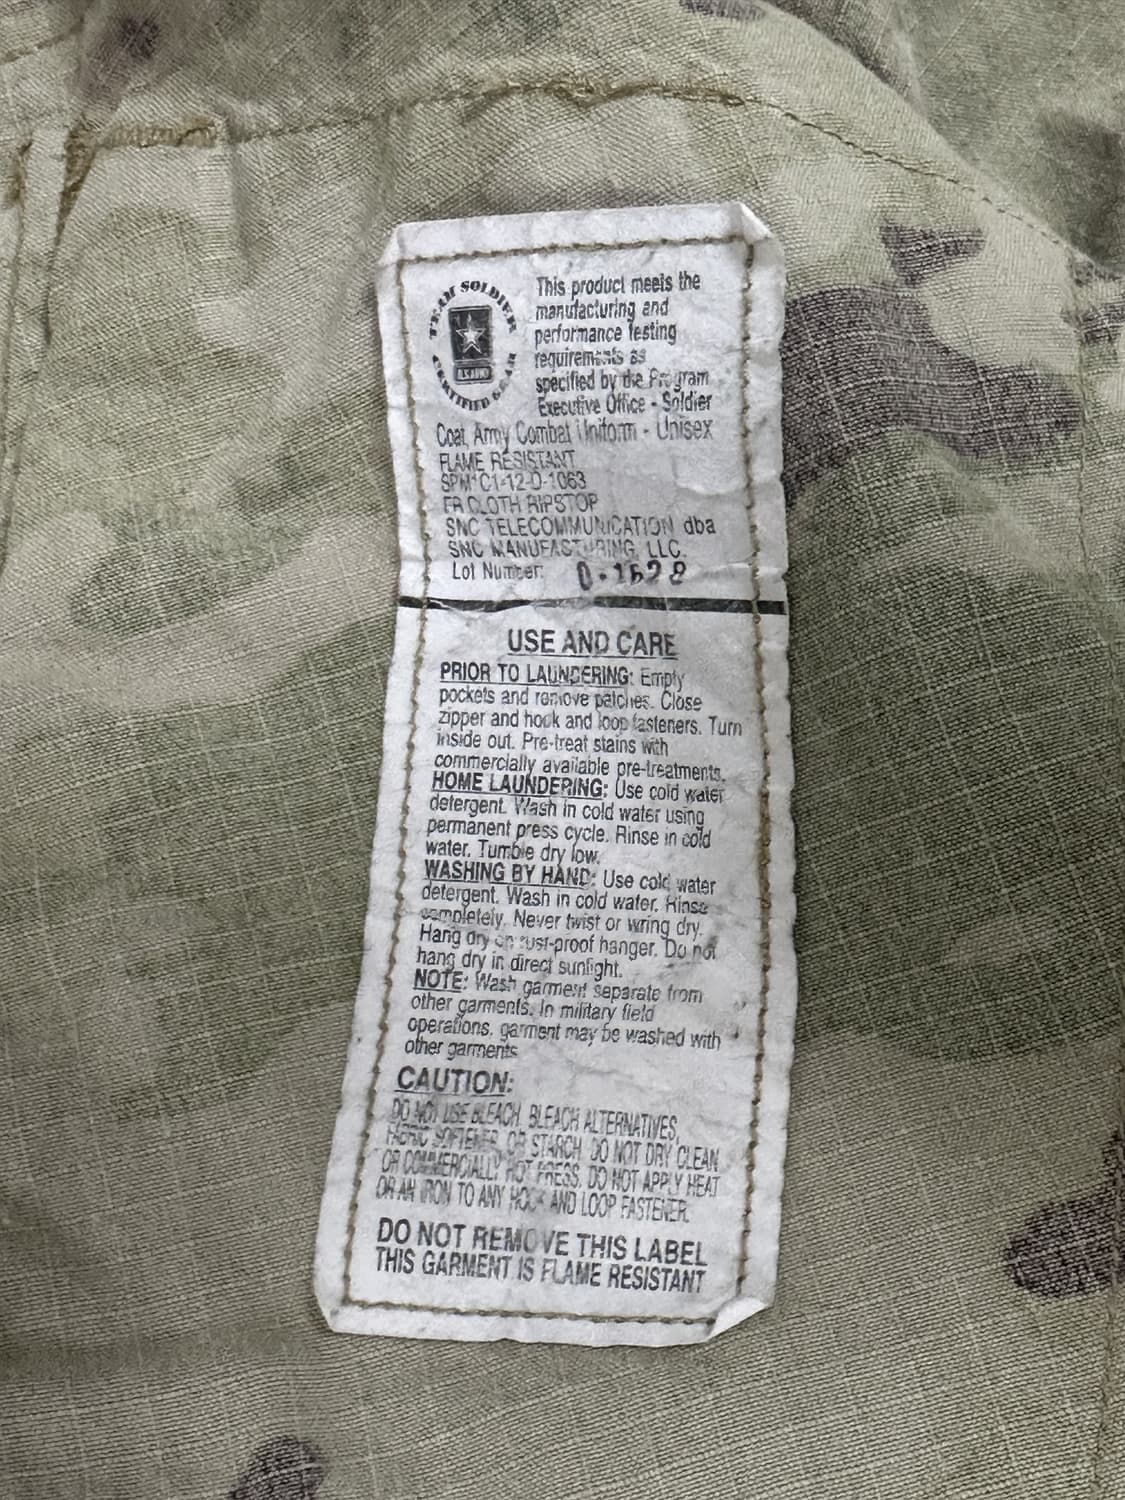 TEAM SOLDIER
CERTIFIED GEAR
U.S. ARMY
This product meets the
manufacturing and
performance testing
requirements as
specified by the Program
Executive Office - Soldier
Coat, Army Combat Uniform - Unisex
FLAME RESISTANT
SPM1C1-12-D-1063
FR CLOTH RIPSTOP
SNC TELECOMMUNICATION dba
SNC MANUFACTURING, LLC.
Lot Number: 0-1628
USE AND CARE
PRIOR TO LAUNDERING: Empty
pockets and remove patches. Close
zipper and hook and loop fasteners. Turn
inside out. Pre-treat stains with
commercially available pre-treatments.
HOME LAUNDERING: Use cold water
detergent. Wash in cold water using
permanent press cycle. Rinse in cold
water. Tumble dry low.
WASHING BY HAND: Use cold water
detergent. Wash in cold water. Rinse
completely. Never twist or wring dry.
Hang dry on rust-proof hanger. Do not
hang dry in direct sunlight.
NOTE: Wash garment separate from
other garments. In military field
operations, garment may be washed with
other garments
CAUTION:
DO NOT USE BLEACH, BLEACH ALTERNATIVES,
FABRIC SOFTENER, OR STARCH. DO NOT DRY CLEAN
OR COMMERCIALLY HOT PRESS. DO NOT APPLY HEAT
OR AN IRON TO ANY HOOK AND LOOP FASTENER.
DO NOT REMOVE THIS LABEL
THIS GARMENT IS FLAME RESISTANT